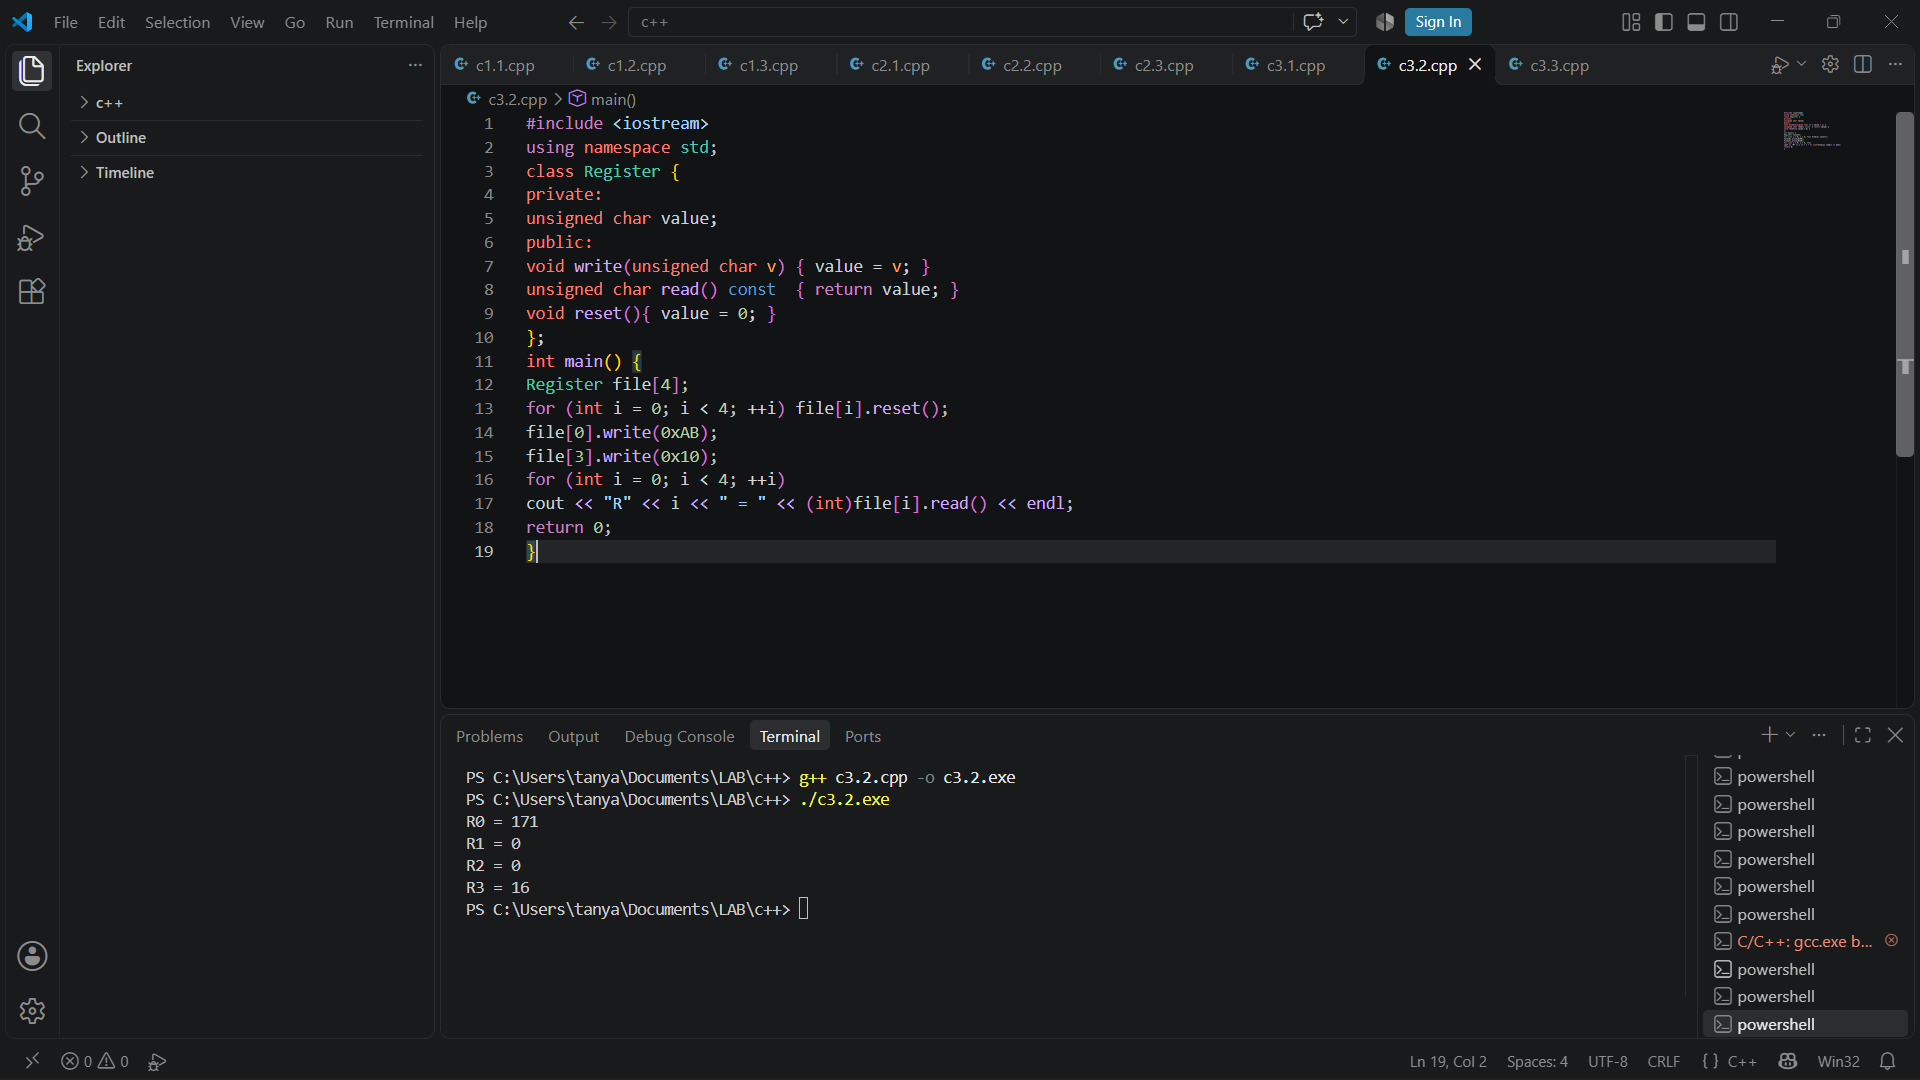 File Edit Selection View Go Run Terminal Help
c++
Sign In
Explorer
c++
Outline
Timeline
c1.1.cpp c1.2.cpp c1.3.cpp c2.1.cpp c2.2.cpp c2.3.cpp c3.1.cpp c3.2.cpp c3.3.cpp
c3.2.cpp > main()
1 #include <iostream>
2 using namespace std;
3 class Register {
4 private:
5 unsigned char value;
6 public:
7 void write(unsigned char v) { value = v; }
8 unsigned char read() const  { return value; }
9 void reset(){ value = 0; }
10 };
11 int main() {
12 Register file[4];
13 for (int i = 0; i < 4; ++i) file[i].reset();
14 file[0].write(0xAB);
15 file[3].write(0x10);
16 for (int i = 0; i < 4; ++i)
17 cout << "R" << i << " = " << (int)file[i].read() << endl;
18 return 0;
19 }
Problems Output Debug Console Terminal Ports
PS C:\Users\tanya\Documents\LAB\c++> g++ c3.2.cpp -o c3.2.exe
PS C:\Users\tanya\Documents\LAB\c++> ./c3.2.exe
R0 = 171
R1 = 0
R2 = 0
R3 = 16
PS C:\Users\tanya\Documents\LAB\c++>
powershell
powershell
powershell
powershell
powershell
powershell
C/C++: gcc.exe b...
powershell
powershell
powershell
0 0
Ln 19, Col 2 Spaces: 4 UTF-8 CRLF { } C++ Win32